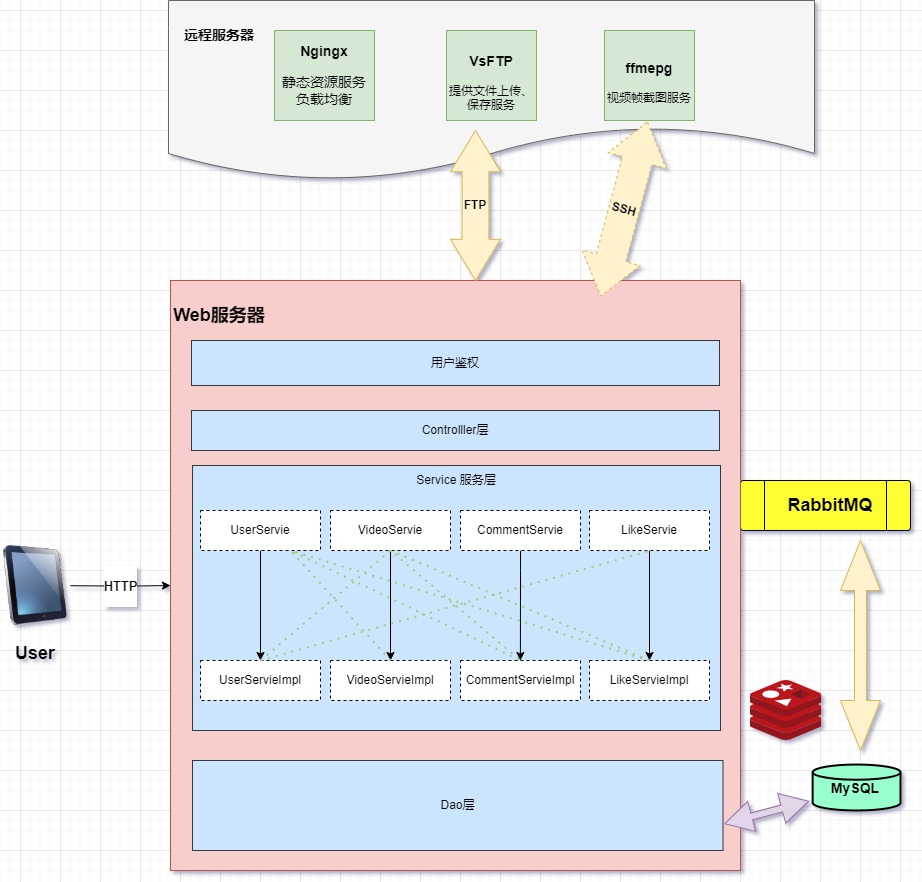 远程服务器
Ngingx
静态资源服务
负载均衡
VsFTP
提供文件上传、
保存服务
ffmepg
视频帧截图服务
FTP
SSH
Web服务器
用户鉴权
Controlller层
Service 服务层
UserServie
VideoServie
CommentServie
LikeServie
RabbitMQ
HTTP
User
UserServieImpl
VideoServieImpl
CommentServieImpl
LikeServieImpl
MySQL
Dao层